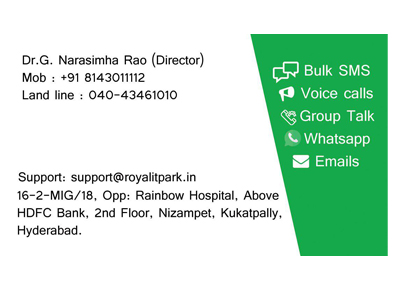 Dr.G. Narasimha Rao (Director)
Mob : +91 8143011112
Land line : 040-43461010
Bulk SMS
Voice calls
Group Talk
Whatsapp
Emails
Support: support@royalitpark.in
16-2-MIG/18, Opp: Rainbow Hospital, Above
HDFC Bank, 2nd Floor, Nizampet, Kukatpally,
Hyderabad.